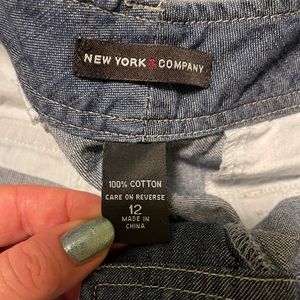 NEW YORK & COMPANY
100% COTTON
CARE ON REVERSE
12
MADE IN
CHINA